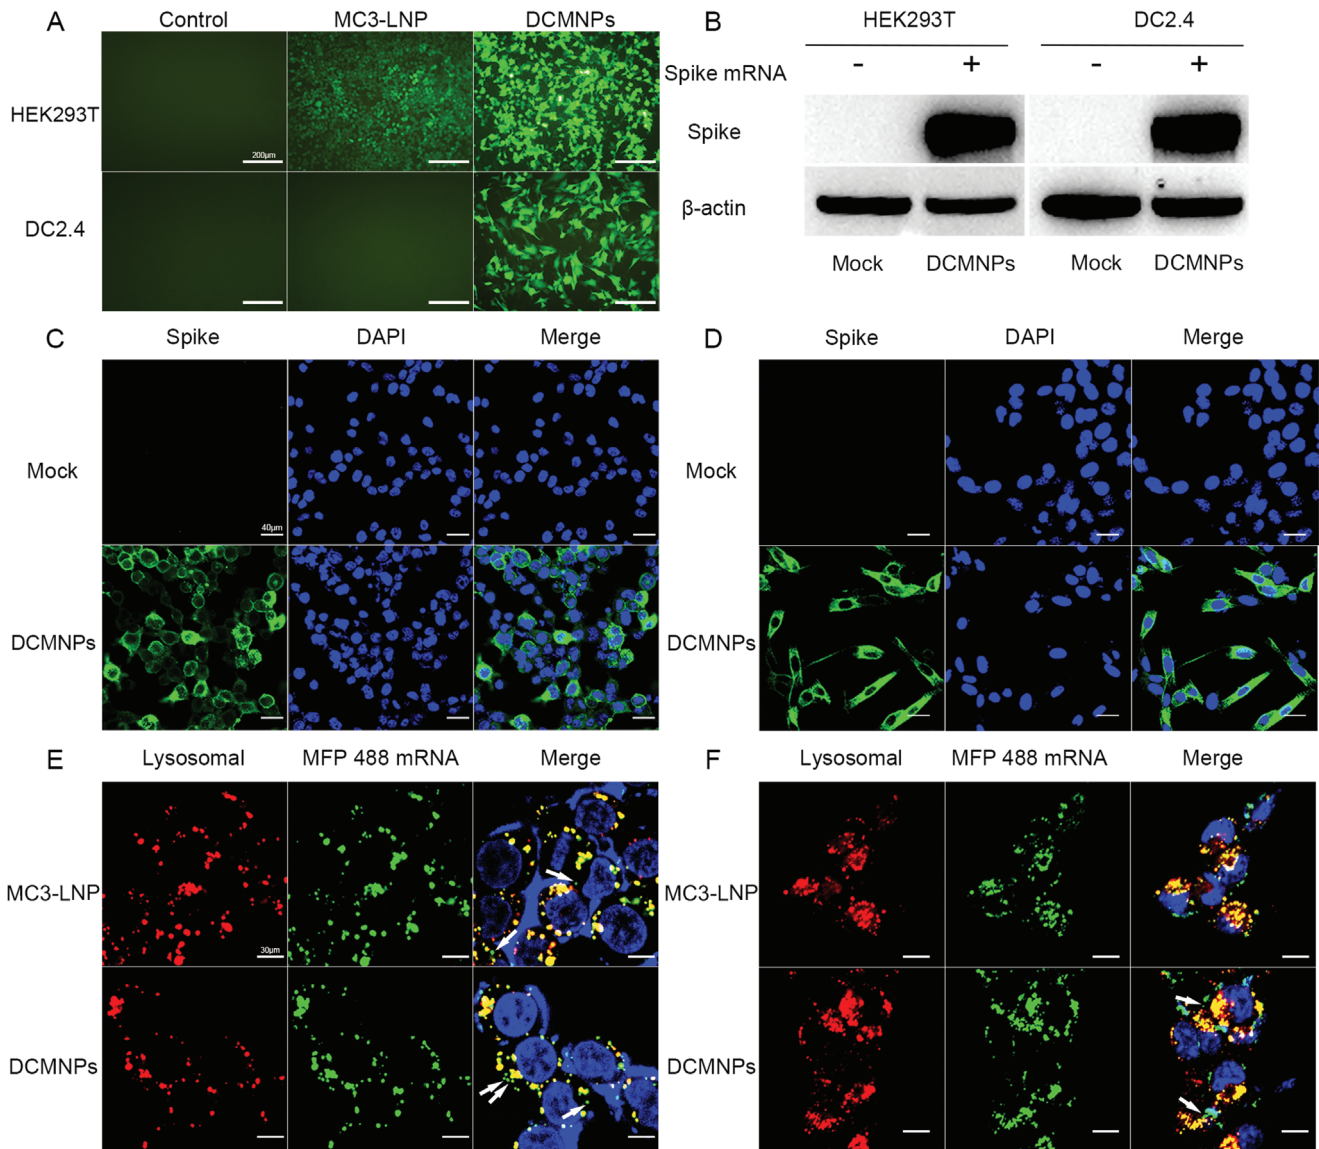 A
Control
MC3-LNP
DCMNPs
HEK293T
200μm
DC2.4
B
HEK293T
DC2.4
Spike mRNA
-
+
-
+
Spike
β-actin
Mock
DCMNPs
Mock
DCMNPs
C
Spike
DAPI
Merge
Mock
40μm
DCMNPs
D
Spike
DAPI
Merge
Mock
DCMNPs
E
Lysosomal
MFP 488 mRNA
Merge
MC3-LNP
30μm
DCMNPs
F
Lysosomal
MFP 488 mRNA
Merge
MC3-LNP
DCMNPs